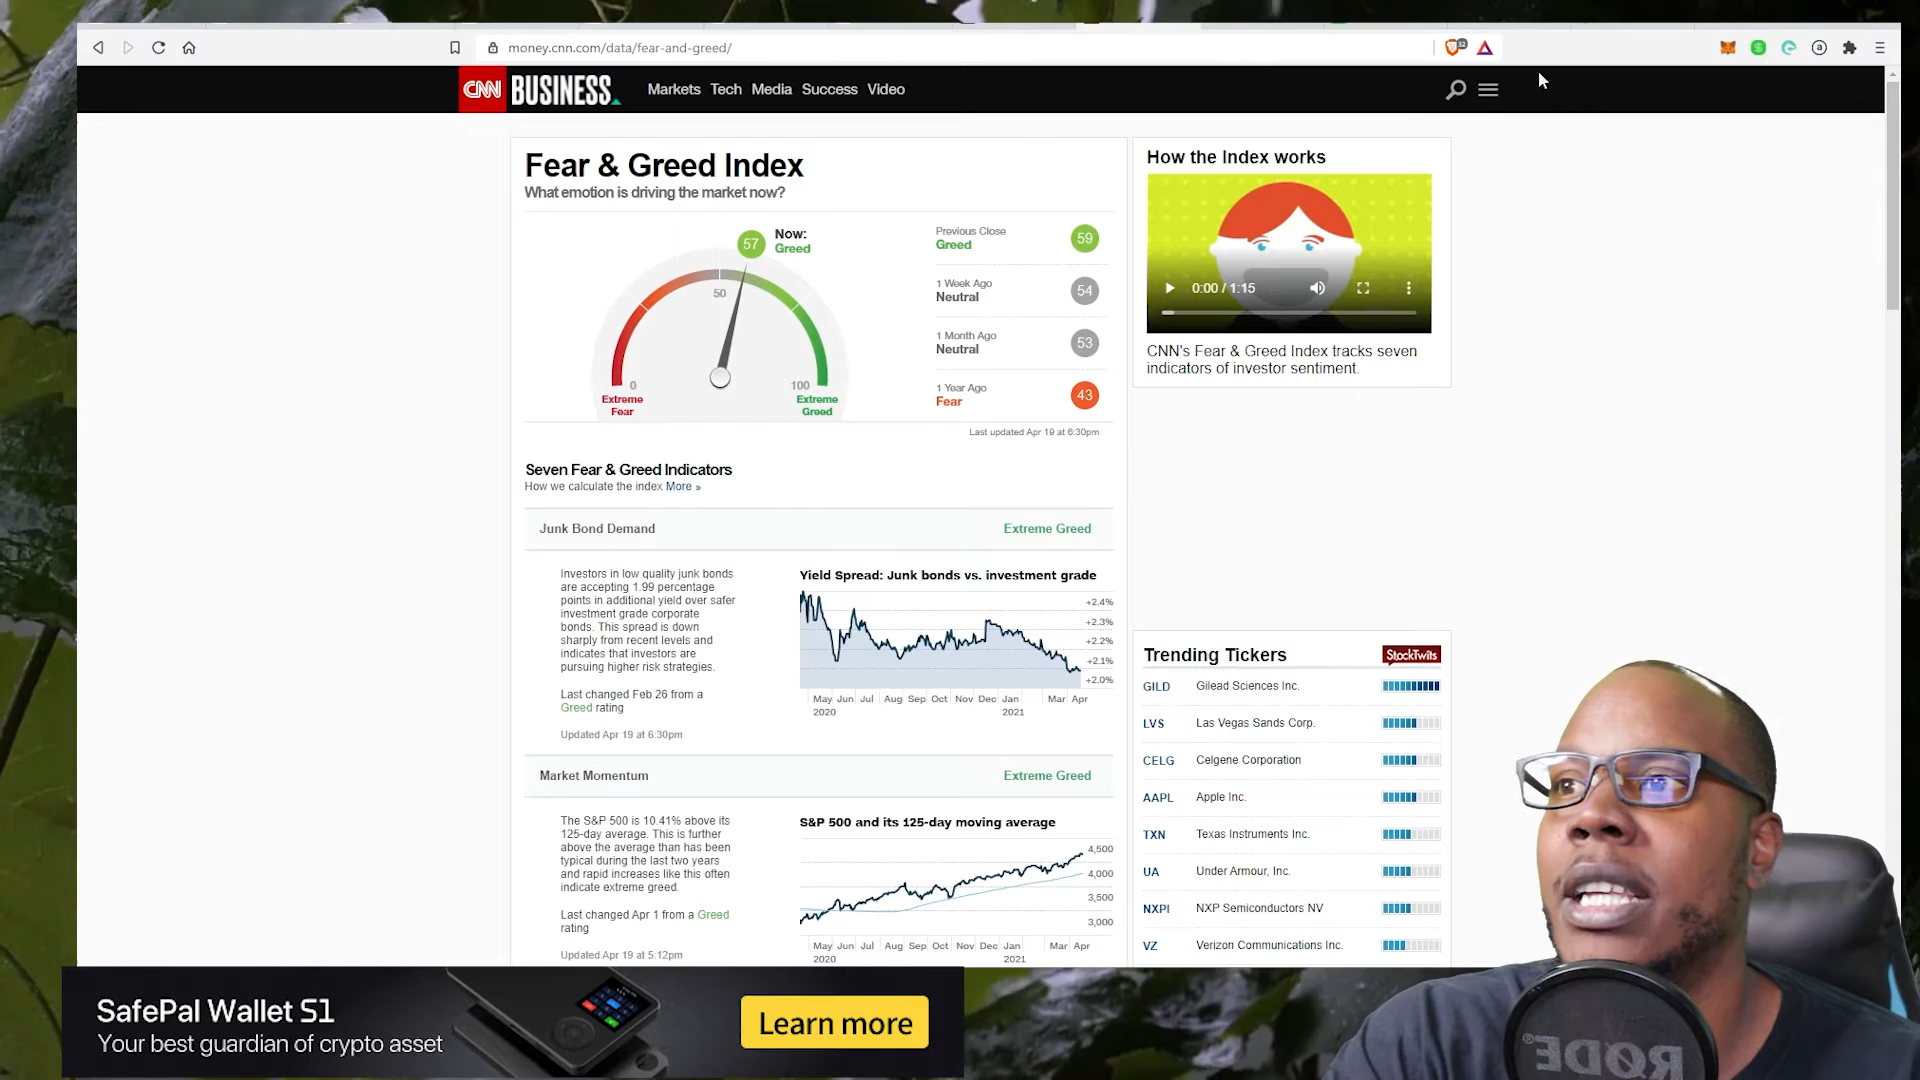 money.cnn.com/data/fear-and-greed/
32
CNN BUSINESS
Markets Tech Media Success Video
Fear & Greed Index
What emotion is driving the market now?
57
Now:
Greed
50
0
100
Extreme
Fear
Extreme
Greed
Previous Close
Greed
59
1 Week Ago
Neutral
54
1 Month Ago
Neutral
53
1 Year Ago
Fear
43
Last updated Apr 19 at 6:30pm
How the Index works
0:00 / 1:15
CNN's Fear & Greed Index tracks seven
indicators of investor sentiment.
Seven Fear & Greed Indicators
How we calculate the index More »
Junk Bond Demand
Extreme Greed
Investors in low quality junk bonds
are accepting 1.99 percentage
points in additional yield over safer
investment grade corporate
bonds. This spread is down
sharply from recent levels and
indicates that investors are
pursuing higher risk strategies.
Last changed Feb 26 from a
Greed rating
Updated Apr 19 at 6:30pm
Yield Spread: Junk bonds vs. investment grade
+2.4%
+2.3%
+2.2%
+2.1%
+2.0%
May Jun Jul Aug Sep Oct Nov Dec Jan Mar Apr
2020 2021
Market Momentum
Extreme Greed
The S&P 500 is 10.41% above its
125-day average. This is further
above the average than has been
typical during the last two years
and rapid increases like this often
indicate extreme greed.
Last changed Apr 1 from a Greed
rating
Updated Apr 19 at 5:12pm
S&P 500 and its 125-day moving average
4,500
4,000
3,500
3,000
May Jun Jul Aug Sep Oct Nov Dec Jan Mar Apr
2020 2021
Trending Tickers
StockTwits
GILD Gilead Sciences Inc.
LVS Las Vegas Sands Corp.
CELG Celgene Corporation
AAPL Apple Inc.
TXN Texas Instruments Inc.
UA Under Armour, Inc.
NXPI NXP Semiconductors NV
VZ Verizon Communications Inc.
SafePal Wallet S1
Your best guardian of crypto asset
Learn more
RØDE®